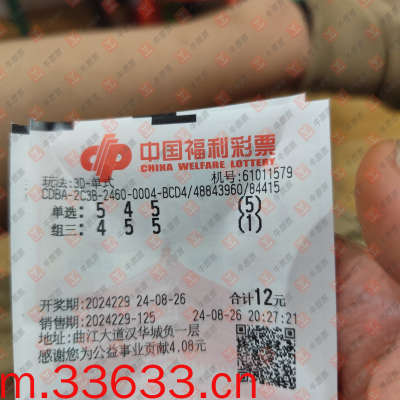 中国福利彩票
CHINA WELFARE LOTTERY
玩法:3D-单式 机号:61011579
CDBA-2C3B-2460-0004-BCD4/48843960/84415
单选: 5 4 5 (5)
组三: 4 5 5 (1)
开奖期:2024229 24-08-26 合计12元
销售期:2024229-125 24-08-26 20:27:21
地址:曲江大道汉华城负一层
感谢您为公益事业贡献4.08元
m.33633.cn